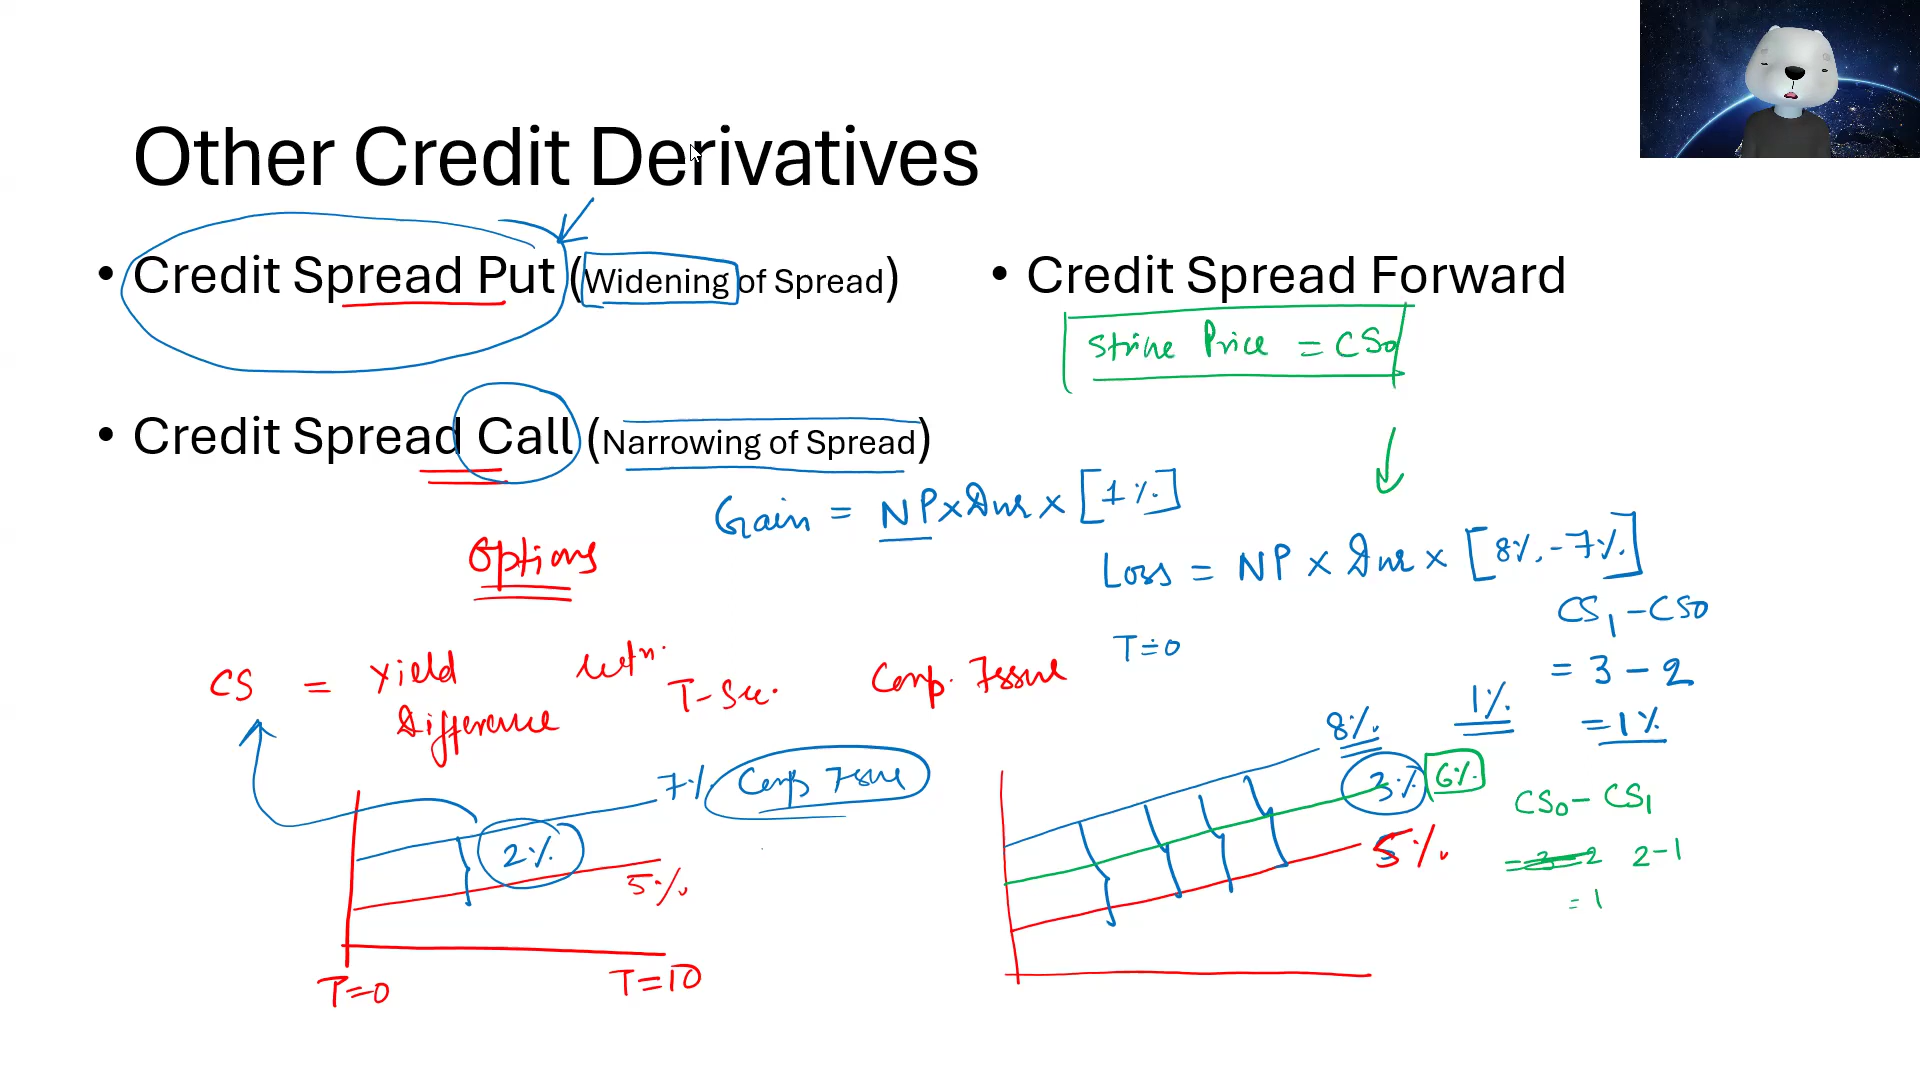 Other Credit Derivatives
• Credit Spread Put (Widening of Spread)
• Credit Spread Call (Narrowing of Spread)
Options
CS = Yield Difference
T-Sec. Corp. Issue
7% Corp Issue
2%
5%
T=0 T=10
• Credit Spread Forward
Strike Price = CS0
Gain = NP x Dur x [1%]
Loss = NP x Dur x [8% - 7%]
T=0
CS1 - CS0
= 3 - 2
= 1%
8% 1%
3% 6%
5%
CS0 - CS1
2-1
= 1